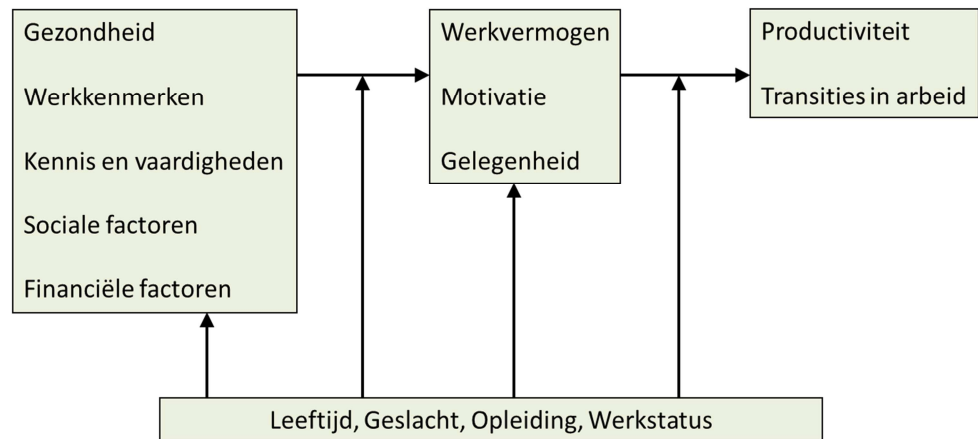 Gezondheid
Werkkenmerken
Kennis en vaardigheden
Sociale factoren
Financiële factoren
Werkvermogen
Motivatie
Gelegenheid
Productiviteit
Transities in arbeid
Leeftijd, Geslacht, Opleiding, Werkstatus